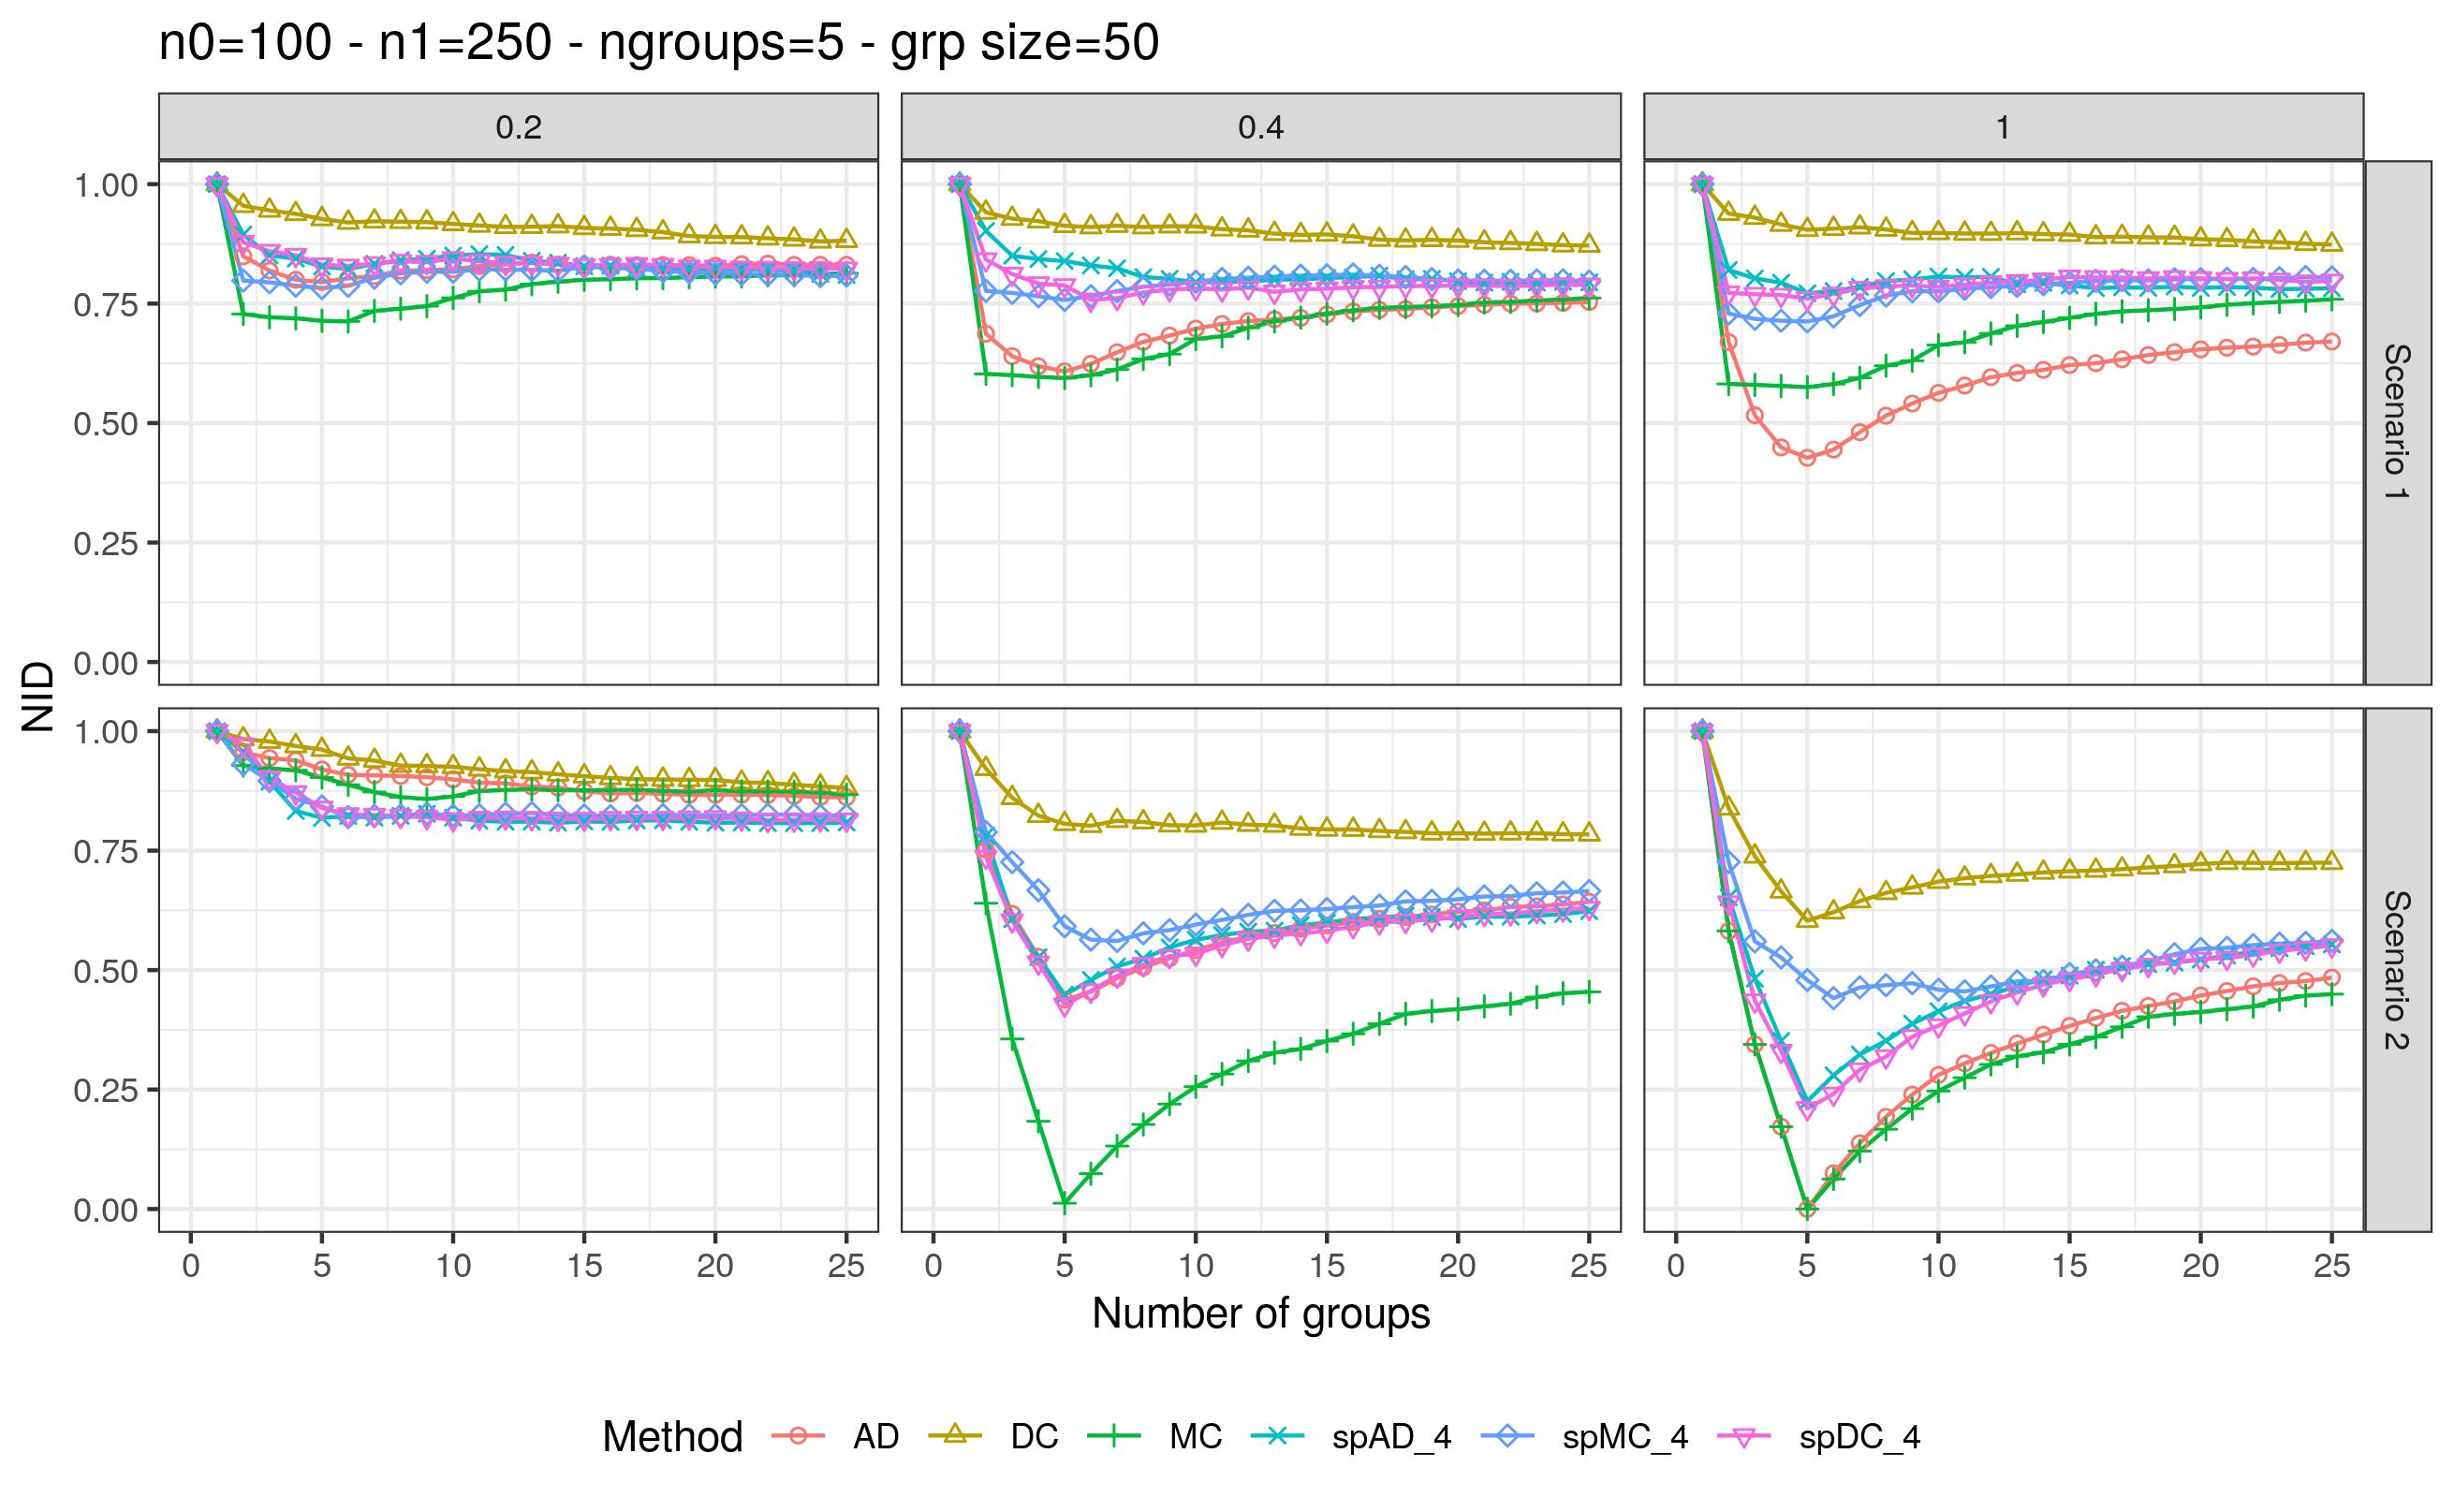 n0=100 - n1=250 - ngroups=5 - grp size=50
0.2 0.4 1
1.00
0.75
0.50
0.25
0.00
Scenario 1
NID
1.00
0.75
0.50
0.25
0.00
Scenario 2
0 5 10 15 20 25 0 5 10 15 20 25 0 5 10 15 20 25
Number of groups
Method AD DC MC spAD_4 spMC_4 spDC_4